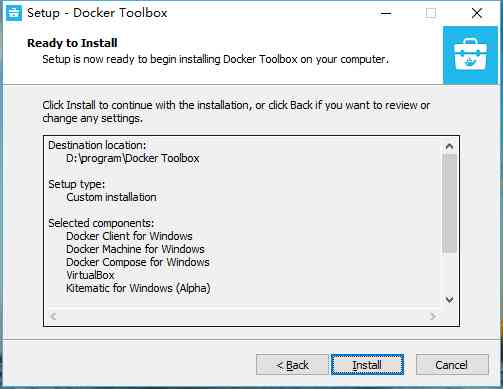 Setup - Docker Toolbox
Ready to Install
Setup is now ready to begin installing Docker Toolbox on your computer.
Click Install to continue with the installation, or click Back if you want to review or
change any settings.
Destination location:
D:\program\Docker Toolbox
Setup type:
Custom installation
Selected components:
Docker Client for Windows
Docker Machine for Windows
Docker Compose for Windows
VirtualBox
Kitematic for Windows (Alpha)
< Back
Install
Cancel